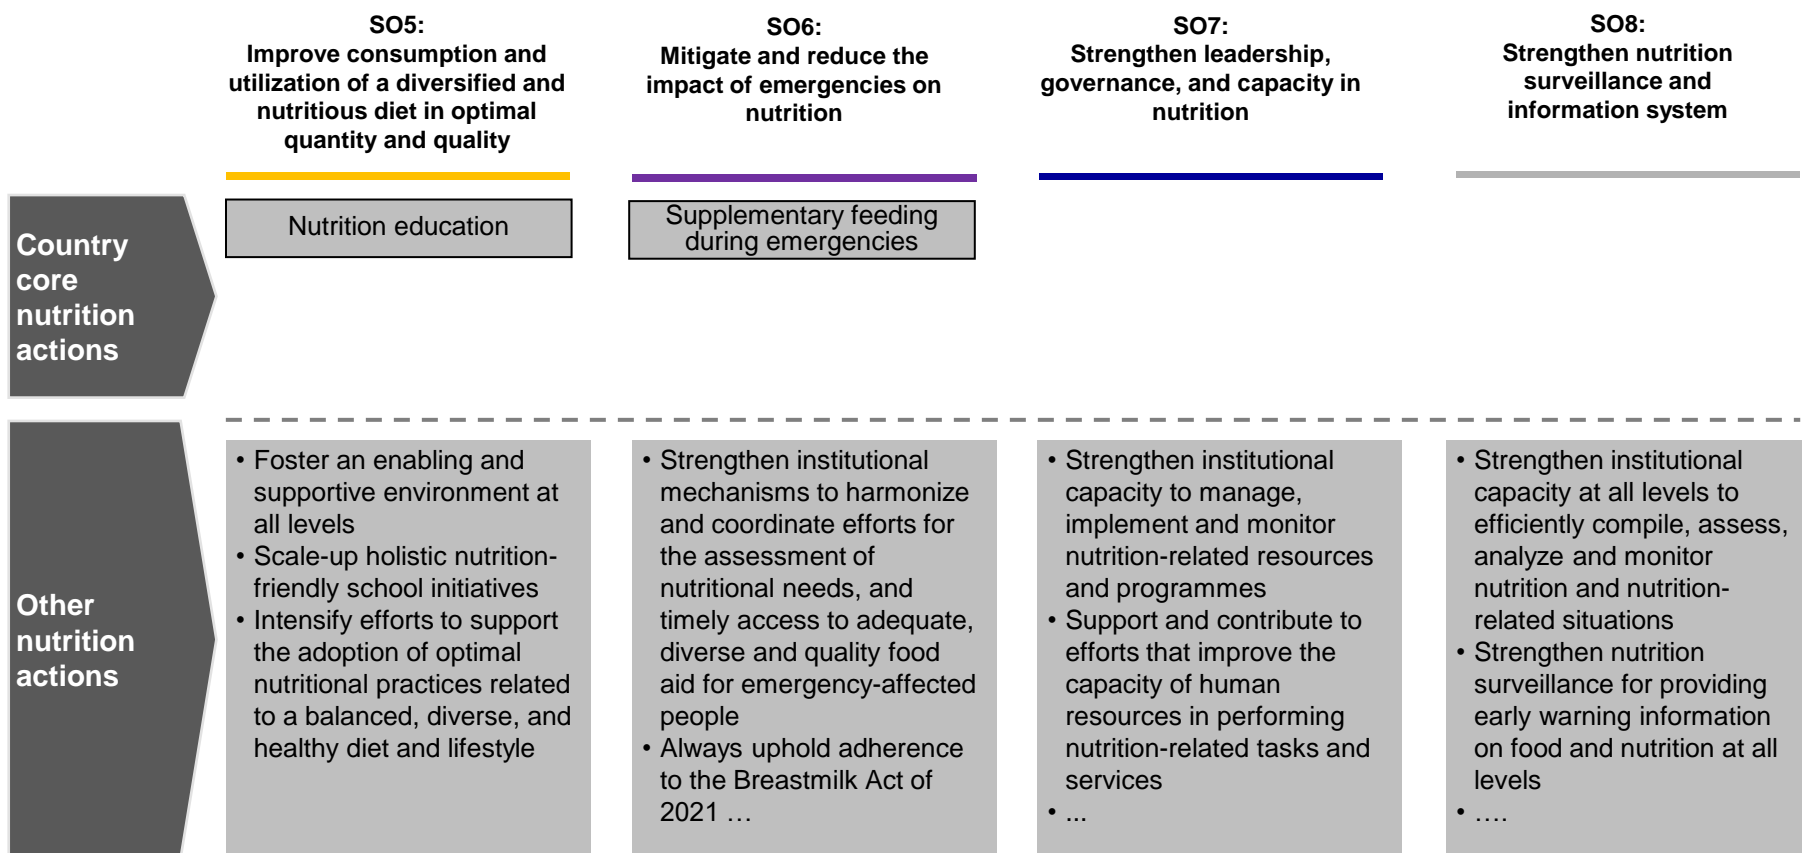 SO5:
Improve consumption and
utilization of a diversified and
nutritious diet in optimal
quantity and quality
SO6:
Mitigate and reduce the
impact of emergencies on
nutrition
SO7:
Strengthen leadership,
governance, and capacity in
nutrition
SO8:
Strengthen nutrition
surveillance and
information system
Country
core
nutrition
actions
Nutrition education
Supplementary feeding
during emergencies
Other
nutrition
actions
• Foster an enabling and
supportive environment at
all levels
• Scale-up holistic nutrition-
friendly school initiatives
• Intensify efforts to support
the adoption of optimal
nutritional practices related
to a balanced, diverse, and
healthy diet and lifestyle
• Strengthen institutional
mechanisms to harmonize
and coordinate efforts for
the assessment of
nutritional needs, and
timely access to adequate,
diverse and quality food
aid for emergency-affected
people
• Always uphold adherence
to the Breastmilk Act of
2021 …
• Strengthen institutional
capacity to manage,
implement and monitor
nutrition-related resources
and programmes
• Support and contribute to
efforts that improve the
capacity of human
resources in performing
nutrition-related tasks and
services
• ...
• Strengthen institutional
capacity at all levels to
efficiently compile, assess,
analyze and monitor
nutrition and nutrition-
related situations
• Strengthen nutrition
surveillance for providing
early warning information
on food and nutrition at all
levels
• ….